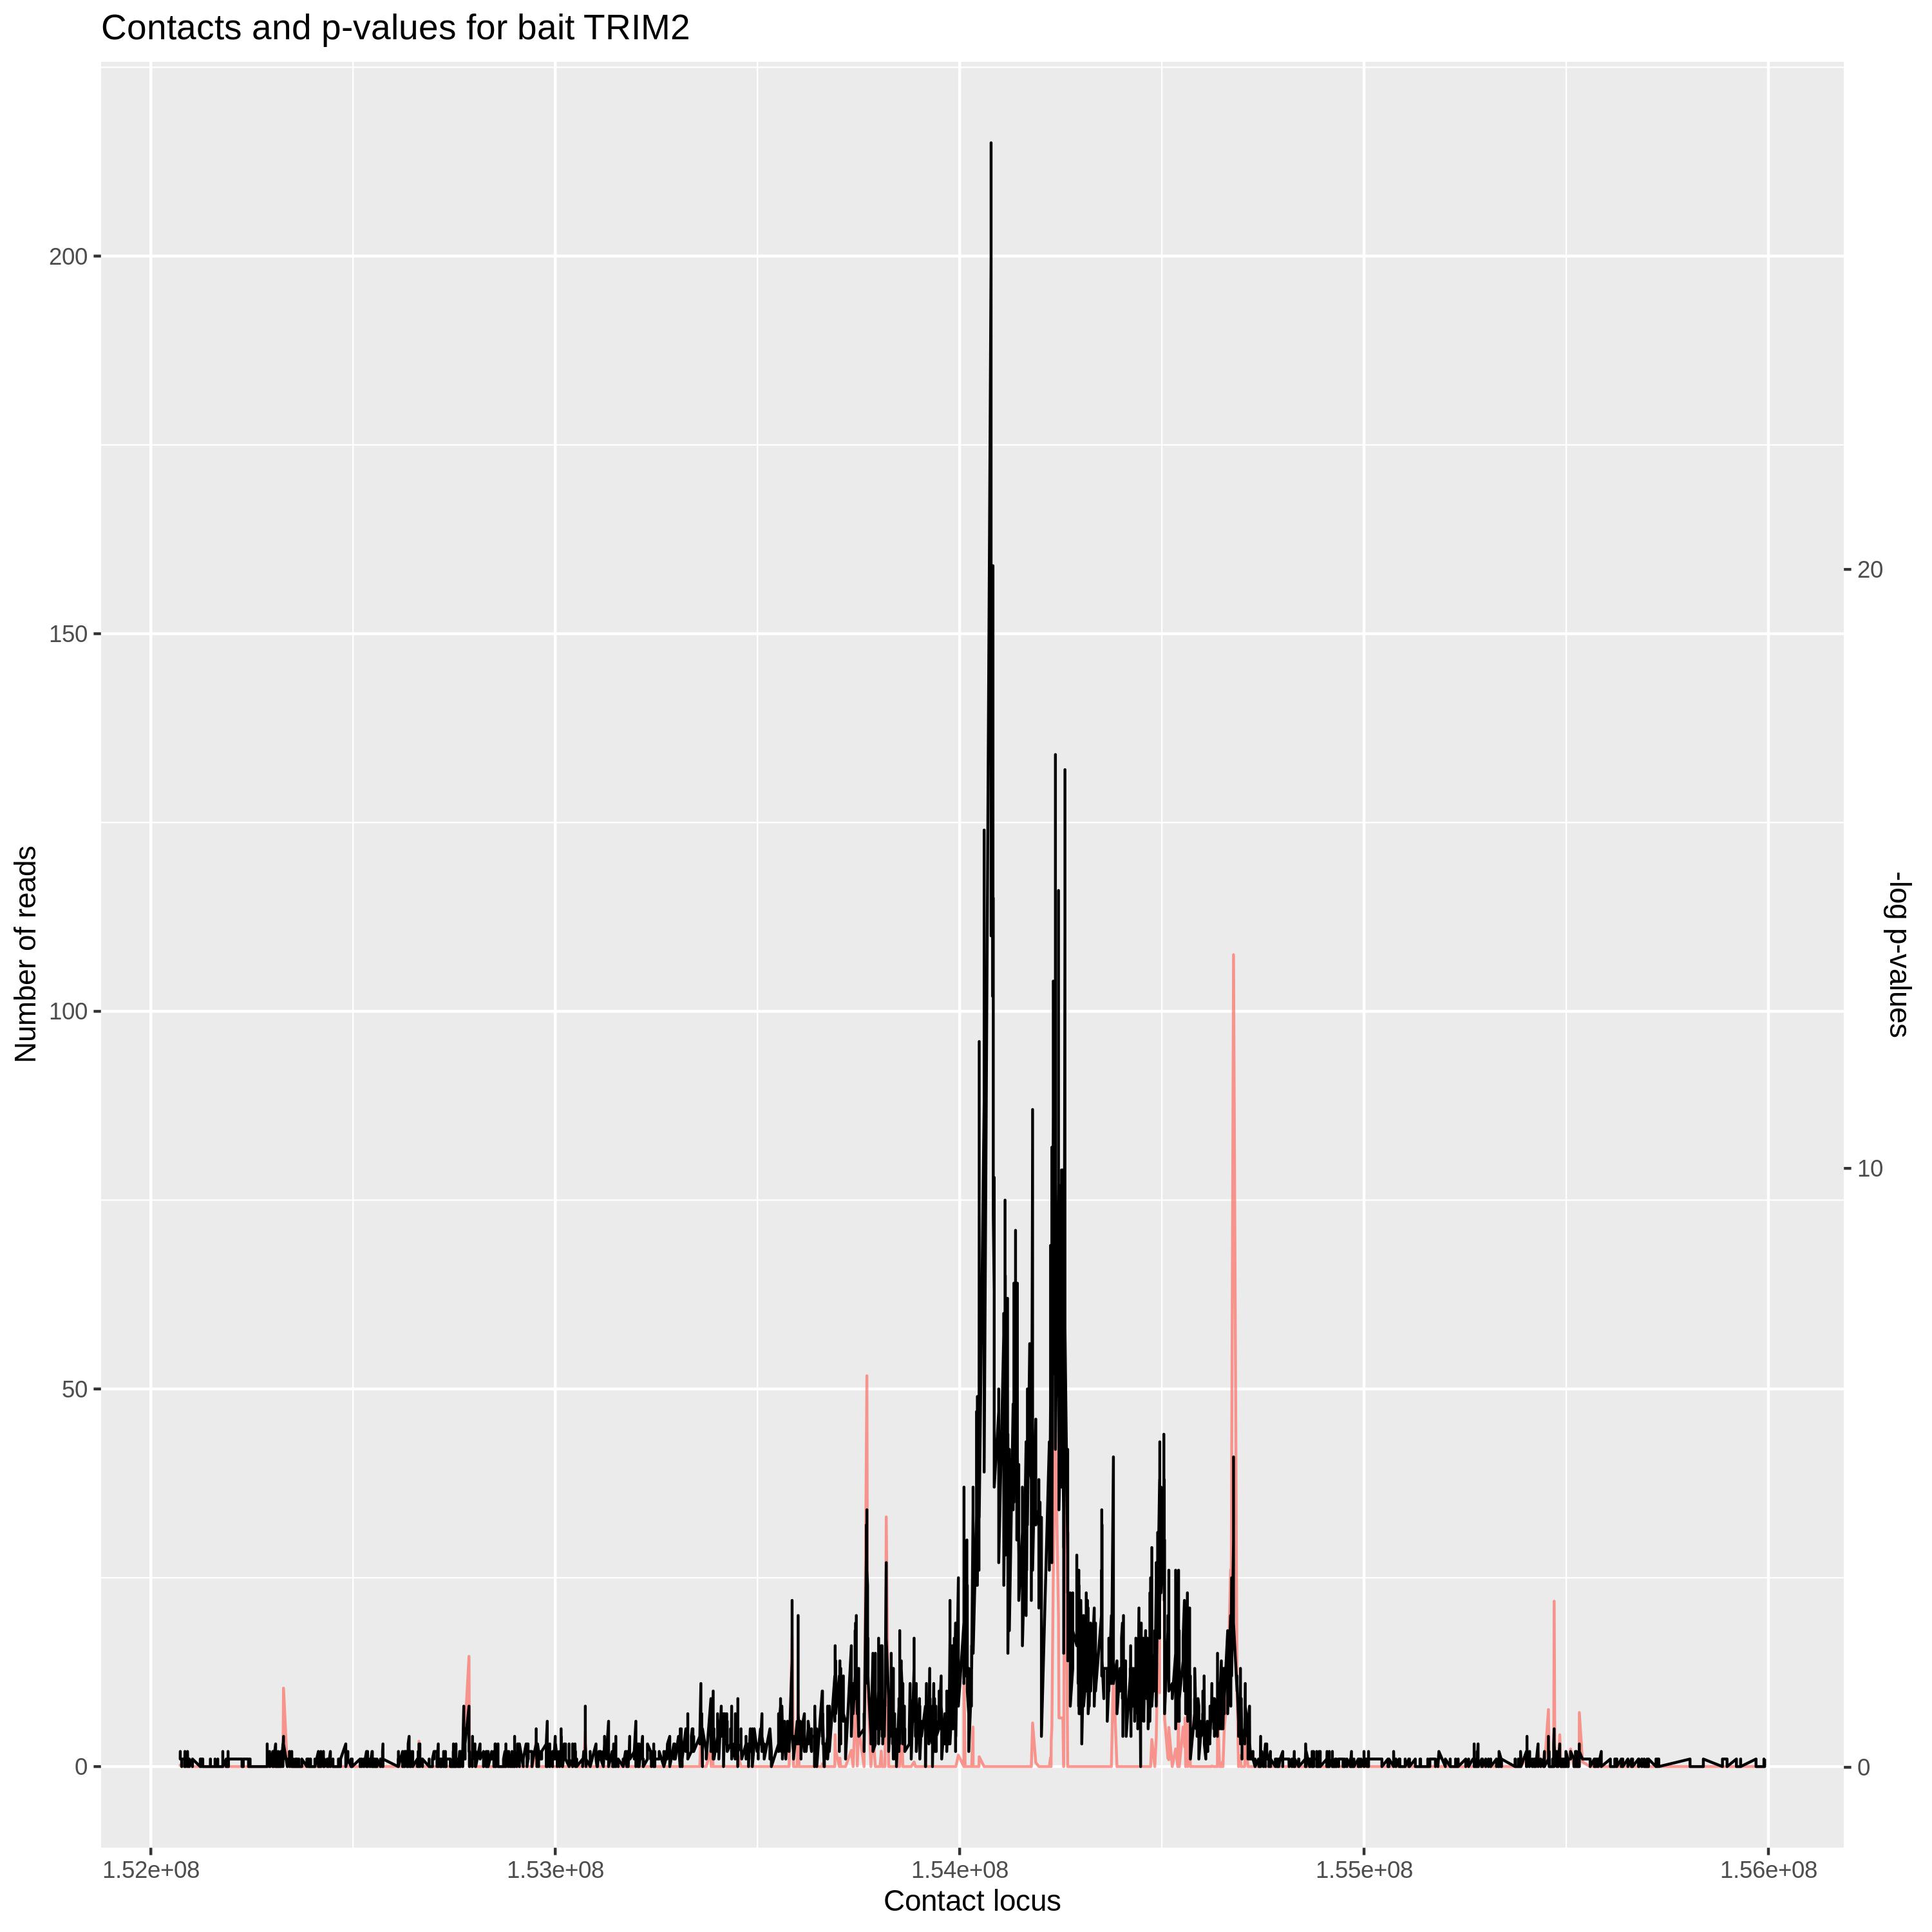 Contacts and p-values for bait TRIM2
Number of reads
200
150
100
50
0
20
10
0
-log p-values
1.52e+08
1.53e+08
1.54e+08
1.55e+08
1.56e+08
Contact locus